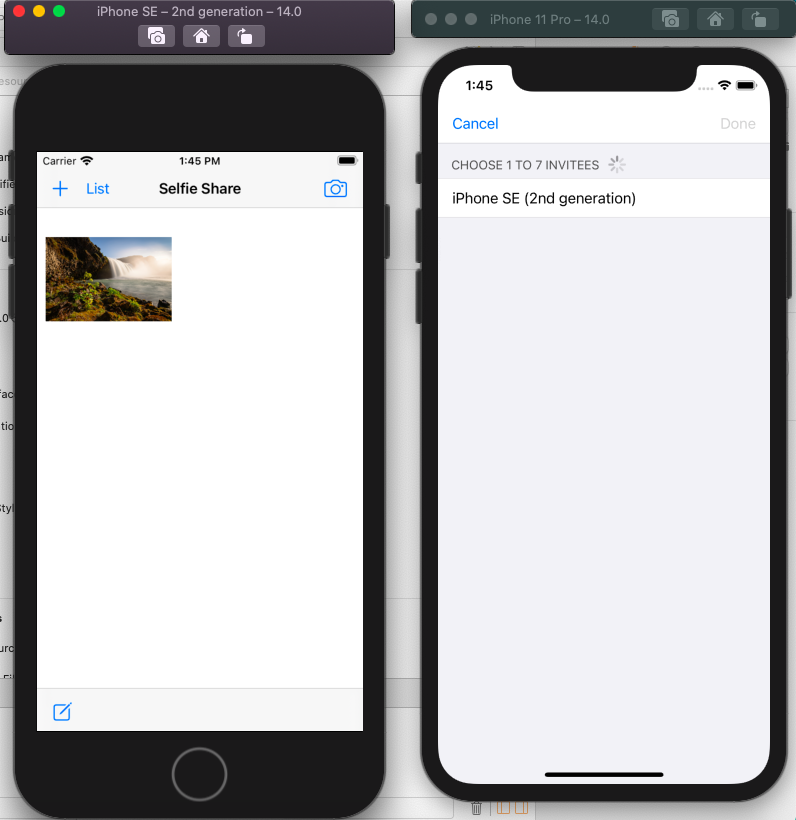 iPhone SE – 2nd generation – 14.0
Carrier
1:45 PM
List
Selfie Share
iPhone 11 Pro – 14.0
1:45
Cancel
Done
CHOOSE 1 TO 7 INVITEES
iPhone SE (2nd generation)